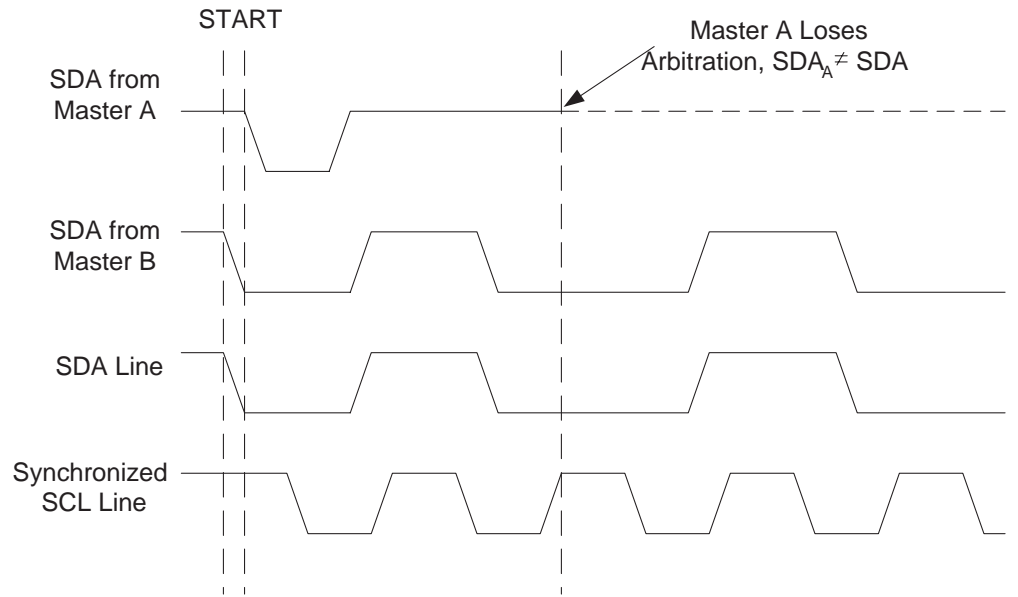 START
Master A Loses
Arbitration, SDA_A ≠ SDA
SDA from
Master A
SDA from
Master B
SDA Line
Synchronized
SCL Line